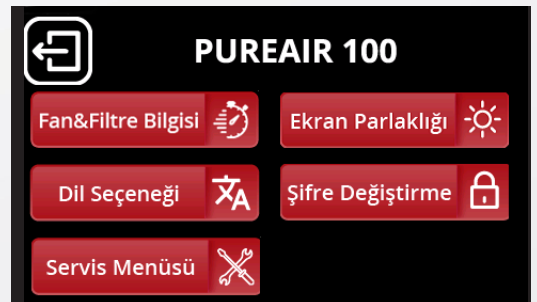 PUREAIR 100
Fan&Filtre Bilgisi
Ekran Parlaklığı
Dil Seçeneği
Şifre Değiştirme
Servis Menüsü